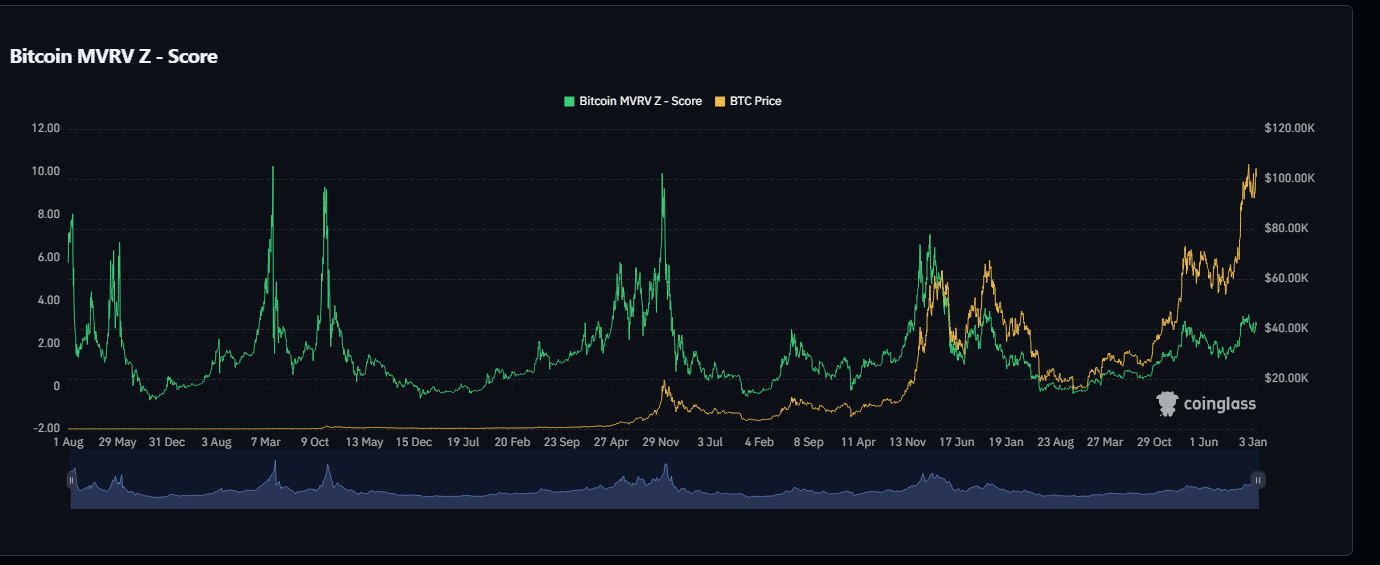 Bitcoin MVRV Z - Score
Bitcoin MVRV Z - Score BTC Price
12.00 $120.00K
10.00 $100.00K
8.00 $80.00K
6.00 $60.00K
4.00 $40.00K
2.00 $20.00K
0
-2.00
coinglass
1 Aug 29 May 31 Dec 3 Aug 7 Mar 9 Oct 13 May 15 Dec 19 Jul 20 Feb 23 Sep 27 Apr 29 Nov 3 Jul 4 Feb 8 Sep 11 Apr 13 Nov 17 Jun 19 Jan 23 Aug 27 Mar 29 Oct 1 Jun 3 Jan